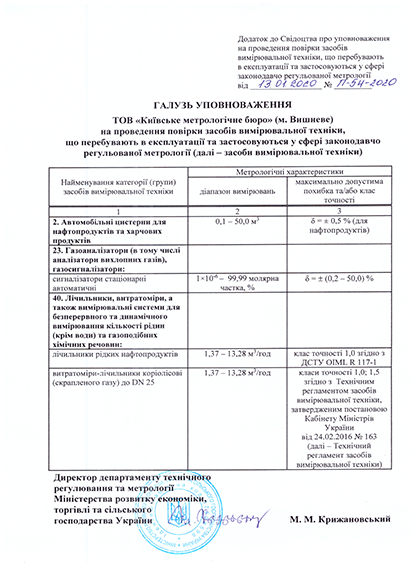 Додаток до Свідоцтва про уповноваження
на проведення повірки засобів
вимірювальної техніки, що перебувають
в експлуатації та застосовуються у сфері
законодавчо регульованої метрології
від 13 01 2020 № П-54-2020
ГАЛУЗЬ УПОВНОВАЖЕННЯ
ТОВ «Київське метрологічне бюро» (м. Вишневе)
на проведення повірки засобів вимірювальної техніки,
що перебувають в експлуатації та застосовуються у сфері законодавчо
регульованої метрології (далі – засоби вимірювальної техніки)
Найменування категорії (групи)
засобів вимірювальної техніки
Метрологічні характеристики
діапазон вимірювань
максимально допустима
похибка та/або клас
точності
1 2 3
2. Автомобільні цистерни для
нафтопродуктів та харчових
продуктів
0,1 – 50,0 м³
δ = ± 0,5 % (для
нафтопродуктів)
23. Газоаналізатори (в тому числі
аналізатори вихлопних газів),
газосигналізатори:
сигналізатори стаціонарні
автоматичні
1×10⁻⁶ – 99,99 молярна
частка, %
δ = ± (0,2 – 50,0) %
40. Лічильники, витратоміри, а
також вимірювальні системи для
безперервного та динамічного
вимірювання кількості рідин
(крім води) та газоподібних
хімічних речовин:
лічильники рідких нафтопродуктів
1,37 – 13,28 м³/год
клас точності 1,0 згідно з
ДСТУ OIML R 117-1
витратоміри-лічильники коріолісові
(скрапленого газу) до DN 25
1,37 – 13,28 м³/год
класи точності 1,0; 1,5
згідно з Технічним
регламентом засобів
вимірювальної техніки,
затвердженим постановою
Кабінету Міністрів
України
від 24.02.2016 № 163
(далі – Технічний
регламент засобів
вимірювальної техніки)
Директор департаменту технічного
регулювання та метрології
Міністерства розвитку економіки,
торгівлі та сільського
господарства України
М. М. Крижановський